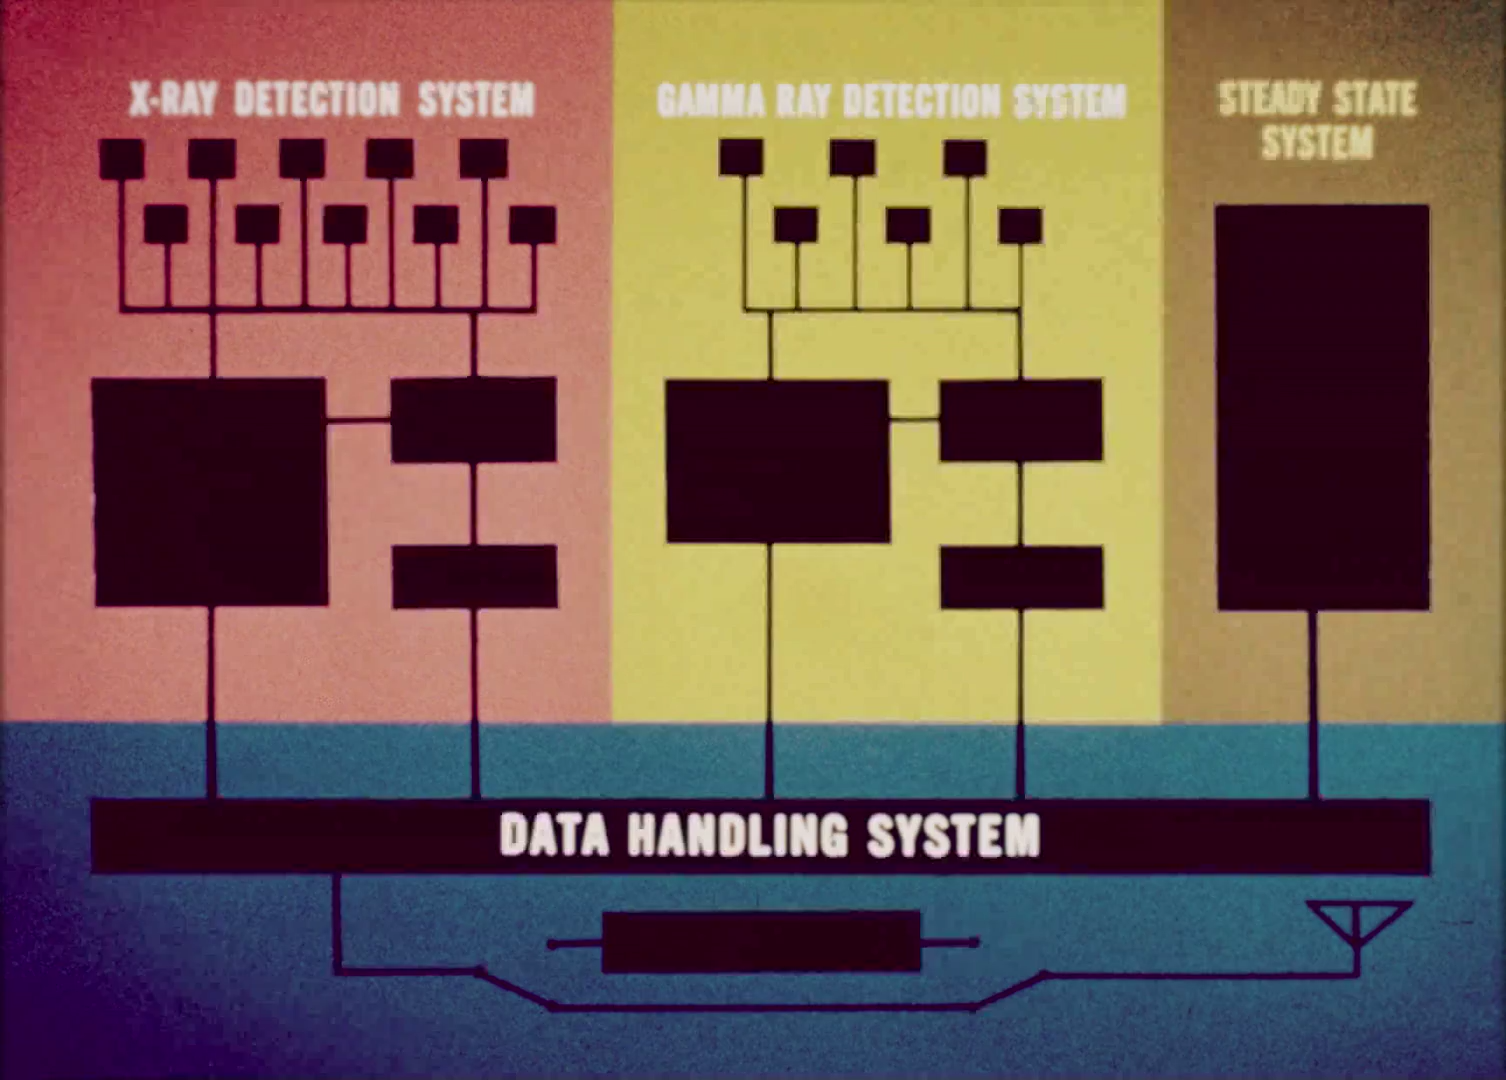 X-RAY DETECTION SYSTEM
GAMMA RAY DETECTION SYSTEM
STEADY STATE
SYSTEM
DATA HANDLING SYSTEM